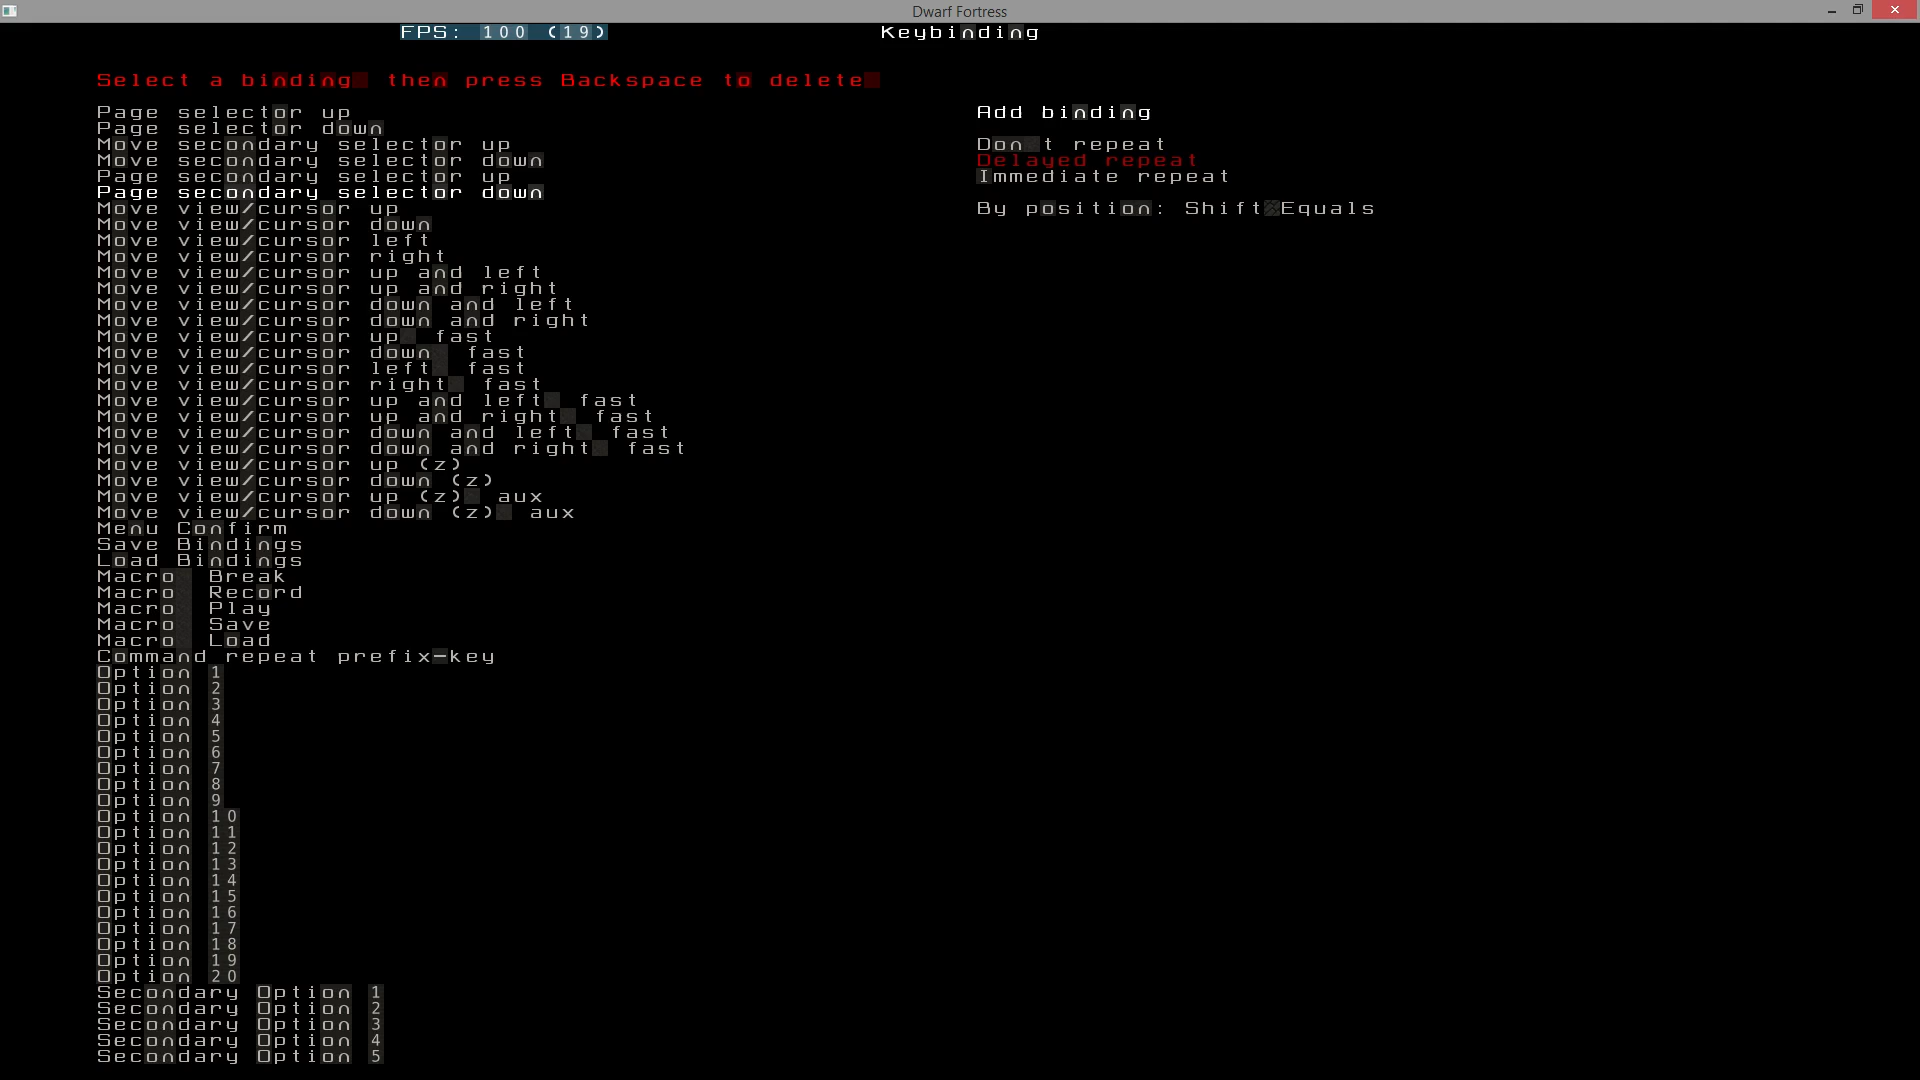 Dwarf Fortress
FPS: 100 (19)
Keybinding
Select a binding then press Backspace to delete
Page selector up
Page selector down
Move secondary selector up
Move secondary selector down
Page secondary selector up
Page secondary selector down
Move view/cursor up
Move view/cursor down
Move view/cursor left
Move view/cursor right
Move view/cursor up and left
Move view/cursor up and right
Move view/cursor down and left
Move view/cursor down and right
Move view/cursor up fast
Move view/cursor down fast
Move view/cursor left fast
Move view/cursor right fast
Move view/cursor up and left fast
Move view/cursor up and right fast
Move view/cursor down and left fast
Move view/cursor down and right fast
Move view/cursor up (z)
Move view/cursor down (z)
Move view/cursor up (z) aux
Move view/cursor down (z) aux
Menu Confirm
Save Bindings
Load Bindings
Macro Break
Macro Record
Macro Play
Macro Save
Macro Load
Command repeat prefix-key
Option 1
Option 2
Option 3
Option 4
Option 5
Option 6
Option 7
Option 8
Option 9
Option 10
Option 11
Option 12
Option 13
Option 14
Option 15
Option 16
Option 17
Option 18
Option 19
Option 20
Secondary Option 1
Secondary Option 2
Secondary Option 3
Secondary Option 4
Secondary Option 5
Add binding
Don t repeat
Delayed repeat
Immediate repeat
By position: Shift Equals